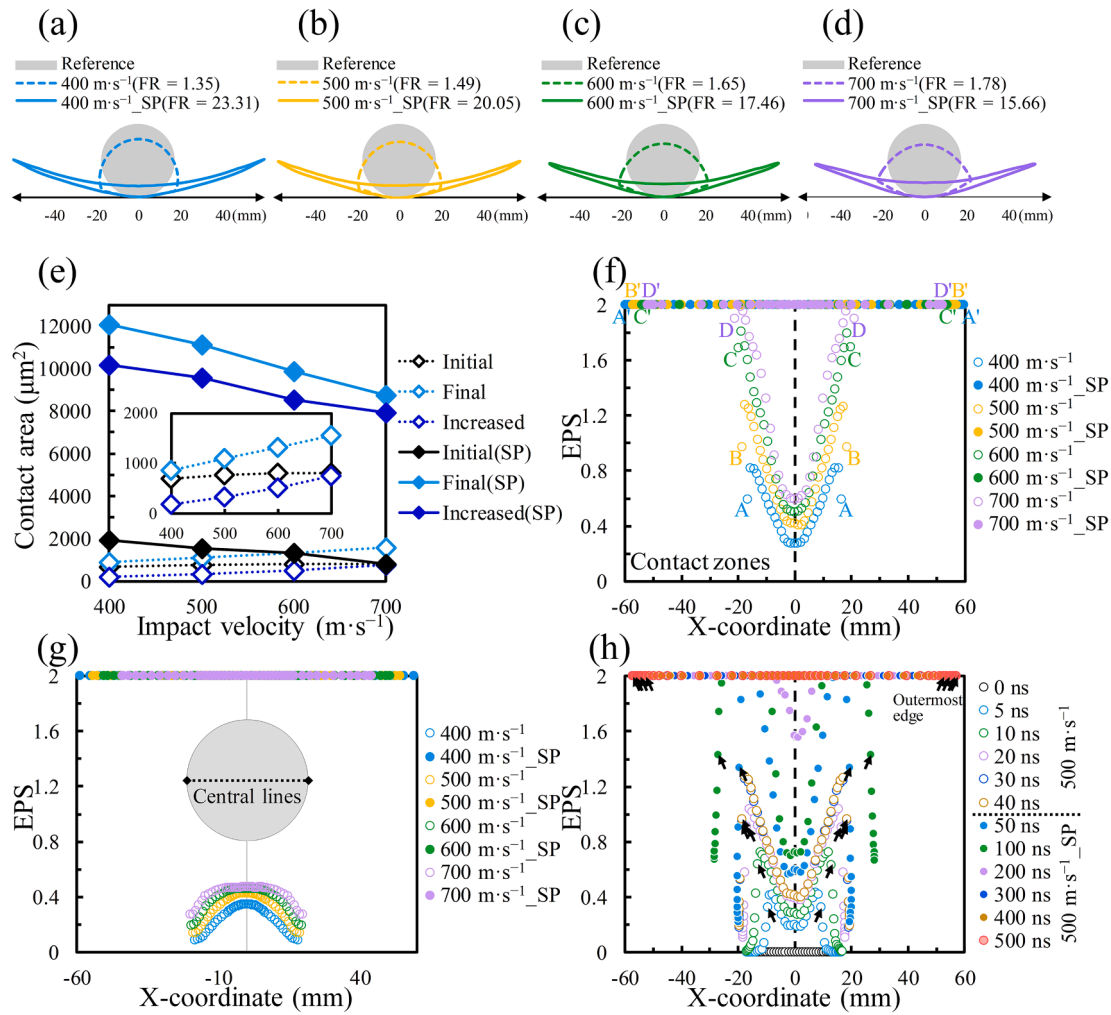 (a)
Reference
400 m·s⁻¹(FR = 1.35)
400 m·s⁻¹_SP(FR = 23.31)
-40 -20 0 20 40 (mm)
(b)
Reference
500 m·s⁻¹(FR = 1.49)
500 m·s⁻¹_SP(FR = 20.05)
-40 -20 0 20 40 (mm)
(c)
Reference
600 m·s⁻¹(FR = 1.65)
600 m·s⁻¹_SP(FR = 17.46)
-40 -20 0 20 40 (mm)
(d)
Reference
700 m·s⁻¹(FR = 1.78)
700 m·s⁻¹_SP(FR = 15.66)
-40 -20 0 20 40 (mm)
(e)
Contact area (μm²)
12000
10000
8000
6000
4000
2000
0
400 500 600 700
Impact velocity (m·s⁻¹)
2000
1000
0
400 500 600 700
Initial
Final
Increased
Initial(SP)
Final(SP)
Increased(SP)
(f)
EPS
2
1.6
1.2
0.8
0.4
0
-60 -40 -20 0 20 40 60
X-coordinate (mm)
B' D' D' B'
A' C' C' A'
D D
C C
B B
A A
Contact zones
400 m·s⁻¹
400 m·s⁻¹_SP
500 m·s⁻¹
500 m·s⁻¹_SP
600 m·s⁻¹
600 m·s⁻¹_SP
700 m·s⁻¹
700 m·s⁻¹_SP
(g)
EPS
2
1.6
1.2
0.8
0.4
0
-60 -10 40
X-coordinate (mm)
Central lines
400 m·s⁻¹
400 m·s⁻¹_SP
500 m·s⁻¹
500 m·s⁻¹_SP
600 m·s⁻¹
600 m·s⁻¹_SP
700 m·s⁻¹
700 m·s⁻¹_SP
(h)
EPS
2
1.6
1.2
0.8
0.4
0
-60 -40 -20 0 20 40 60
X-coordinate (mm)
Outermost
edge
0 ns
5 ns
10 ns
20 ns
30 ns
40 ns
500 m·s⁻¹
50 ns
100 ns
200 ns
300 ns
400 ns
500 ns
500 m·s⁻¹_SP